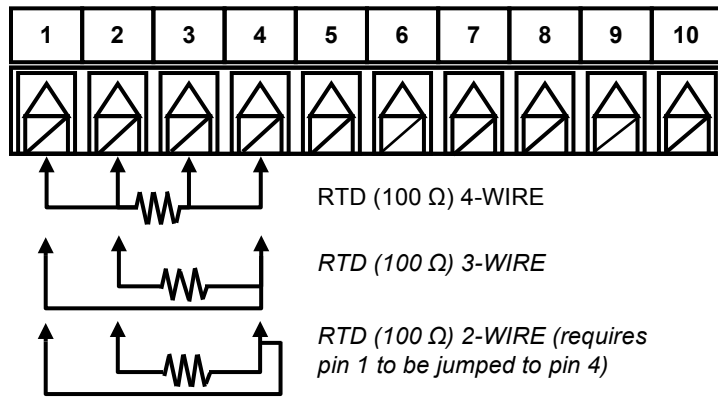 1 2 3 4 5 6 7 8 9 10
RTD (100 Ω) 4-WIRE
RTD (100 Ω) 3-WIRE
RTD (100 Ω) 2-WIRE (requires
pin 1 to be jumped to pin 4)